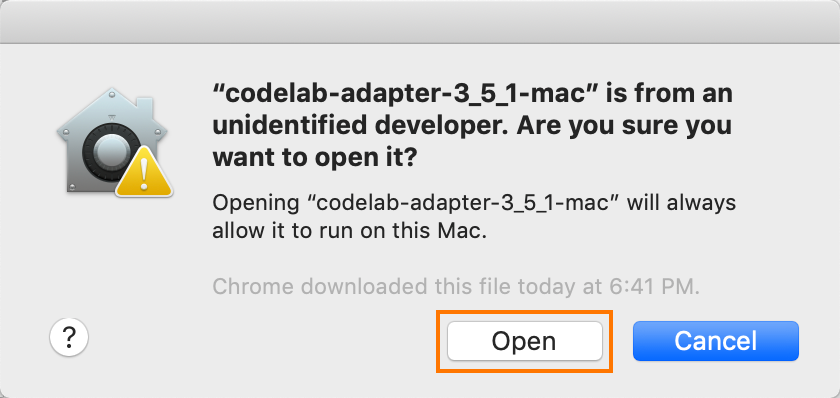 “codelab-adapter-3_5_1-mac” is from an
unidentified developer. Are you sure you
want to open it?
Opening “codelab-adapter-3_5_1-mac” will always
allow it to run on this Mac.
Chrome downloaded this file today at 6:41 PM.
?
Open
Cancel